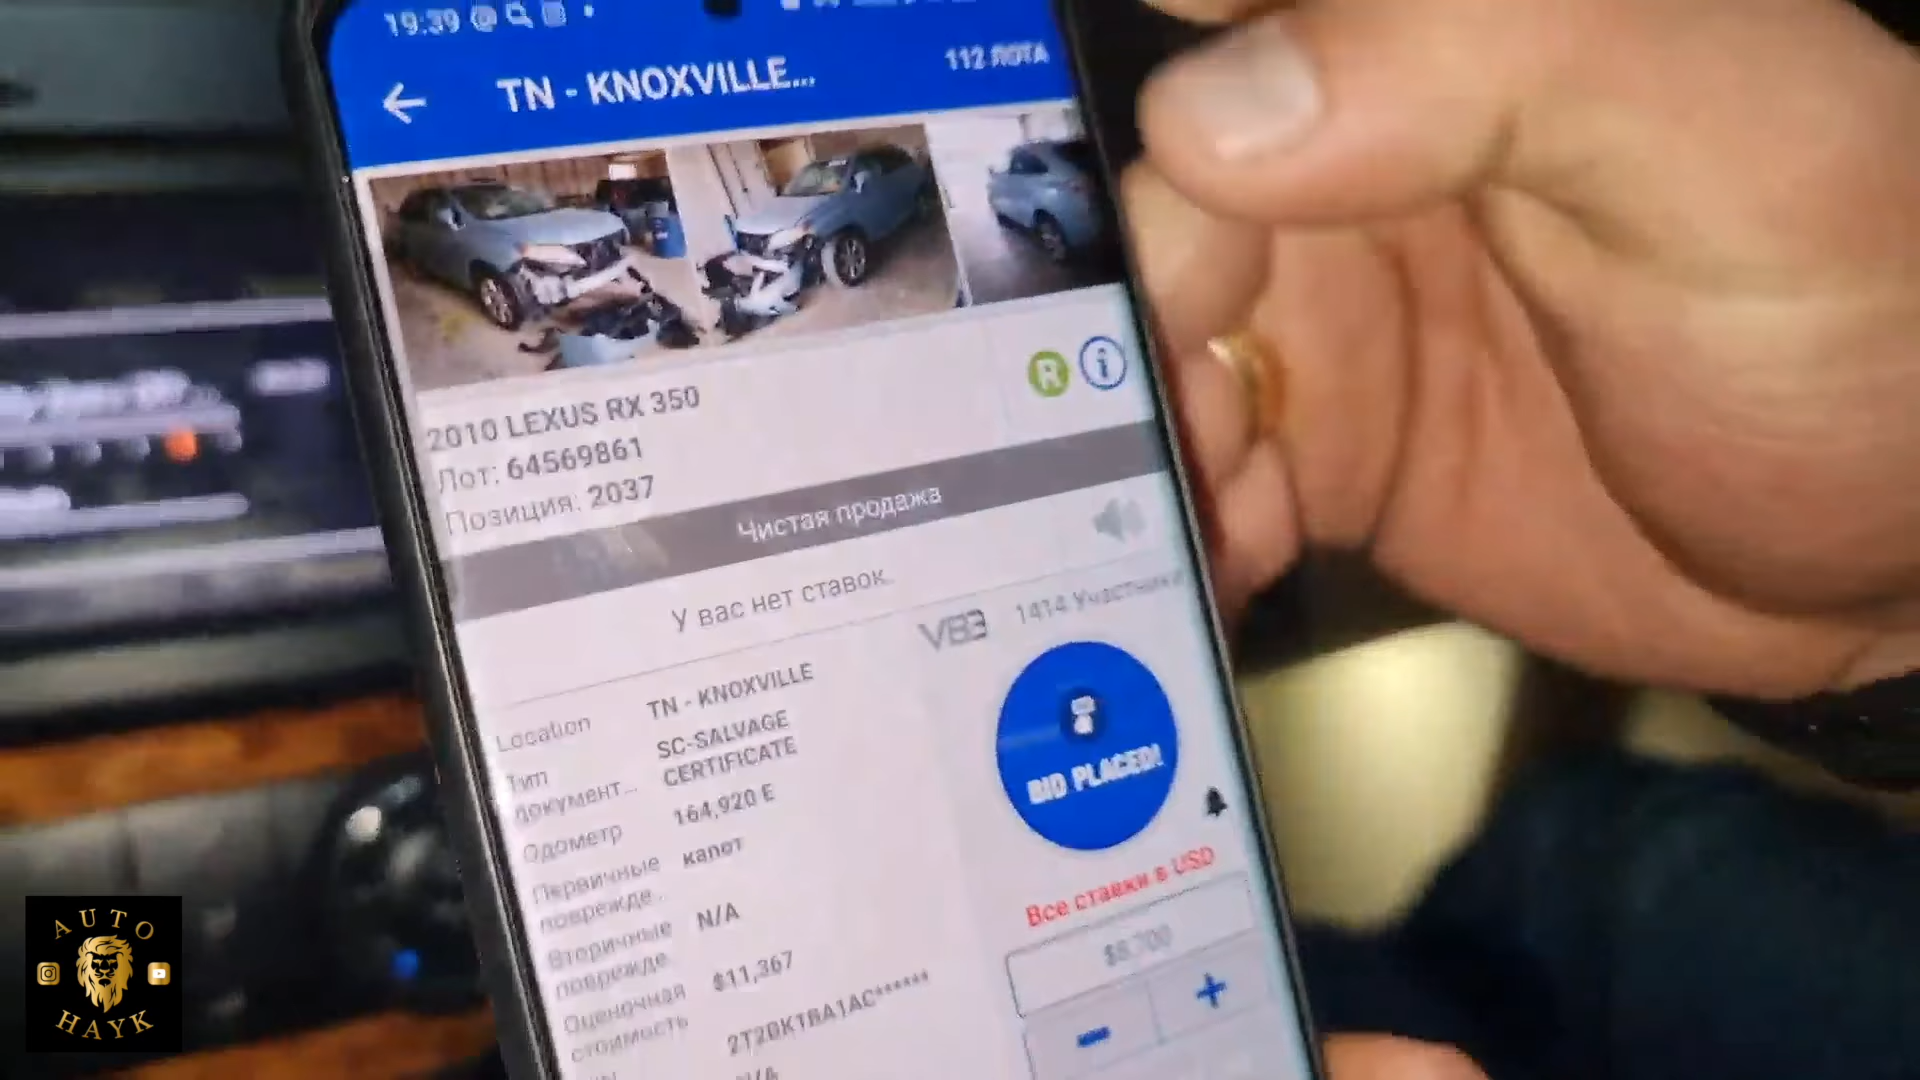 19:39
TN - KNOXVILLE...
112 ЛОТА
2010 LEXUS RX 350
R
i
Лот: 64569861
Позиция: 2037
Чистая продажа
У вас нет ставок.
VB3
1414 Участники
Location
TN - KNOXVILLE
Тип документ...
SC-SALVAGE CERTIFICATE
Одометр
164,920 E
Первичные поврежде...
капот
Вторичные поврежде...
N/A
Оценочная стоимость
$11,367
2T2BK1BA1AC******
N/A
BID PLACED!
Все ставки в USD
AUTO
HAYK